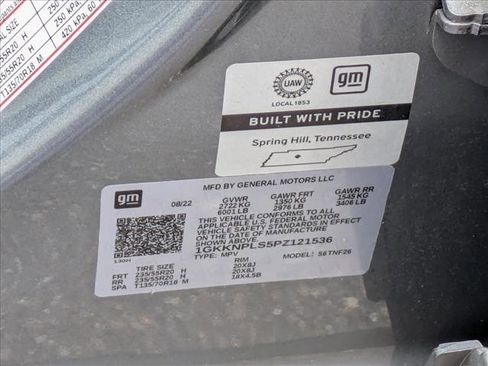 TIRE SIZE
250 kPa,
250 kPa,
420 kPa, 60
235/55R20 H
235/55R20 H
T135/70R18 M
UAW
LOCAL 1853
gm
BUILT WITH PRIDE
Spring Hill, Tennessee
gm
MFD BY GENERAL MOTORS LLC
08/22 GVWR GAWR FRT GAWR RR
2722 KG 1350 KG 1545 KG
6001 LB 2976 LB 3406 LB
THIS VEHICLE CONFORMS TO ALL
APPLICABLE U.S. FEDERAL MOTOR
VEHICLE SAFETY STANDARDS IN
EFFECT ON THE DATE OF MANUFACTURE
SHOWN ABOVE.
1GKKNPLS5PZ121536
TYPE: MPV MODEL: S6TNF26
TIRE SIZE RIM
FRT 235/55R20 H 20X8J
RR 235/55R20 H 20X8J
SPA T135/70R18 M 18X4.5B